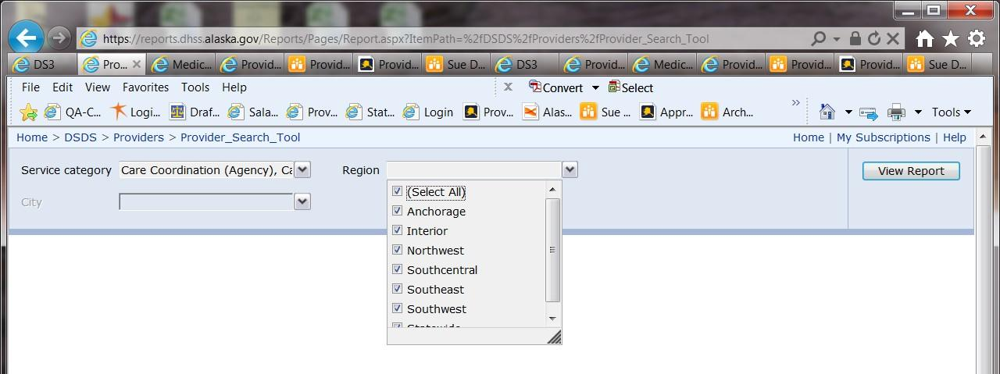 https://reports.dhss.alaska.gov/Reports/Pages/Report.aspx?ItemPath=%2fDSDS%2fProviders%2fProvider_Search_Tool
DS3 Pro... Medic... Provid... Provid... Provid... Sue D... DS3 Provid... Medic... Provid... Provid... Provid... Sue D...
File Edit View Favorites Tools Help x Convert Select
QA-C... Logi... Draf... Sala... Prov... Stat... Login Prov... Alas... Sue ... Appr... Arch... » Tools
Home > DSDS > Providers > Provider_Search_Tool Home | My Subscriptions | Help
Service category Care Coordination (Agency), Ca Region View Report
(Select All)
City
Anchorage
Interior
Northwest
Southcentral
Southeast
Southwest
Statewide